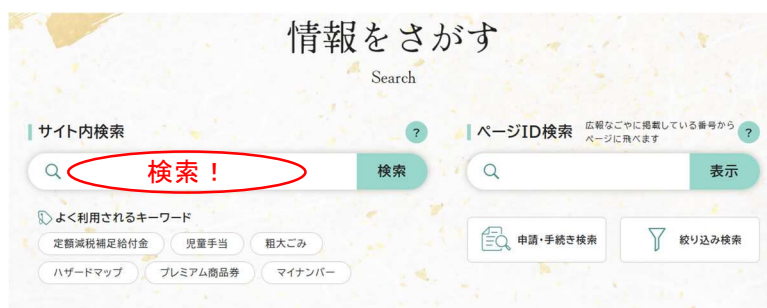 情報をさがす
Search
サイト内検索
?
検索！
検索
よく利用されるキーワード
定額減税補足給付金
児童手当
粗大ごみ
ハザードマップ
プレミアム商品券
マイナンバー
ページID検索
広報なごやに掲載している番号から
ページに飛べます
?
表示
申請・手続き検索
絞り込み検索